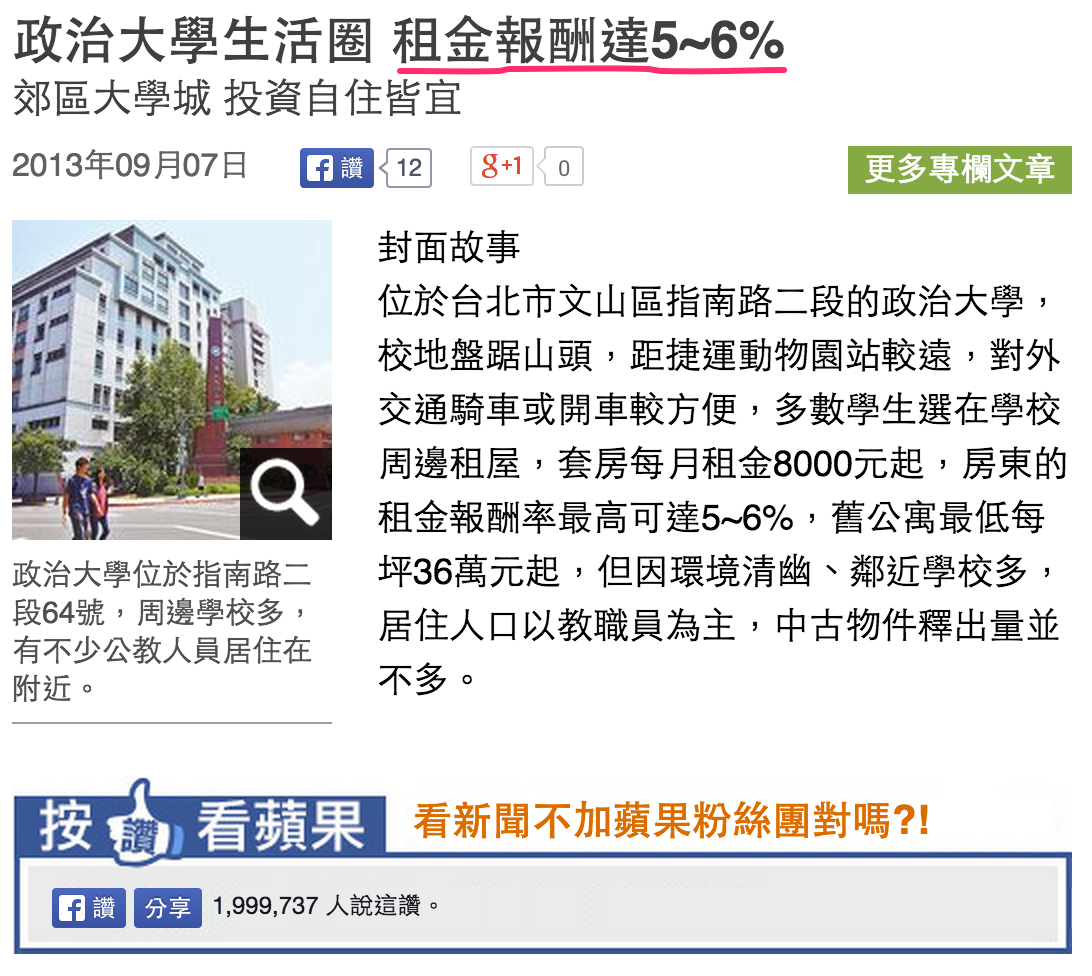 政治大學生活圈 租金報酬達5~6%
郊區大學城 投資自住皆宜
2013年09月07日
讚 12
g+1 0
更多專欄文章
封面故事
位於台北市文山區指南路二段的政治大學，
校地盤踞山頭，距捷運動物園站較遠，對外
交通騎車或開車較方便，多數學生選在學校
周邊租屋，套房每月租金8000元起，房東的
租金報酬率最高可達5~6%，舊公寓最低每
坪36萬元起，但因環境清幽、鄰近學校多，
居住人口以教職員為主，中古物件釋出量並
不多。
政治大學位於指南路二
段64號，周邊學校多，
有不少公教人員居住在
附近。
按讚看蘋果
看新聞不加蘋果粉絲團對嗎?!
讚 分享 1,999,737 人說這讚。